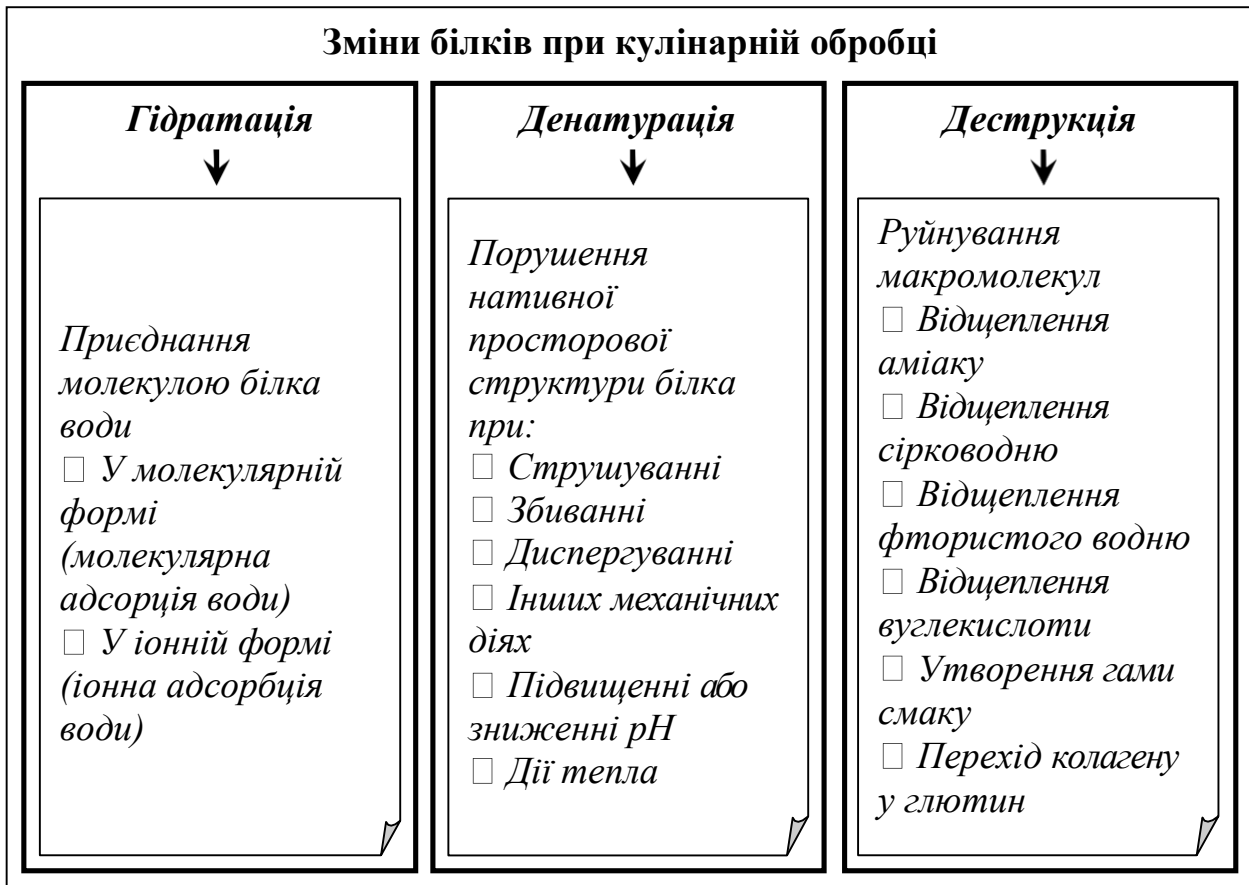 Зміни білків при кулінарній обробці
Гідратація
Приєднання
молекулою білка
води
□ У молекулярній
формі
(молекулярна
адсорція води)
□ У іонній формі
(іонна адсорбція
води)
Денатурація
Порушення
нативної
просторової
структури білка
при:
□ Струшуванні
□ Збиванні
□ Диспергуванні
□ Інших механічних
діях
□ Підвищенні або
зниженні рН
□ Дії тепла
Деструкція
Руйнування
макромолекул
□ Відщеплення
аміаку
□ Відщеплення
сірководню
□ Відщеплення
фтористого водню
□ Відщеплення
вуглекислоти
□ Утворення гами
смаку
□ Перехід колагену
у глютин